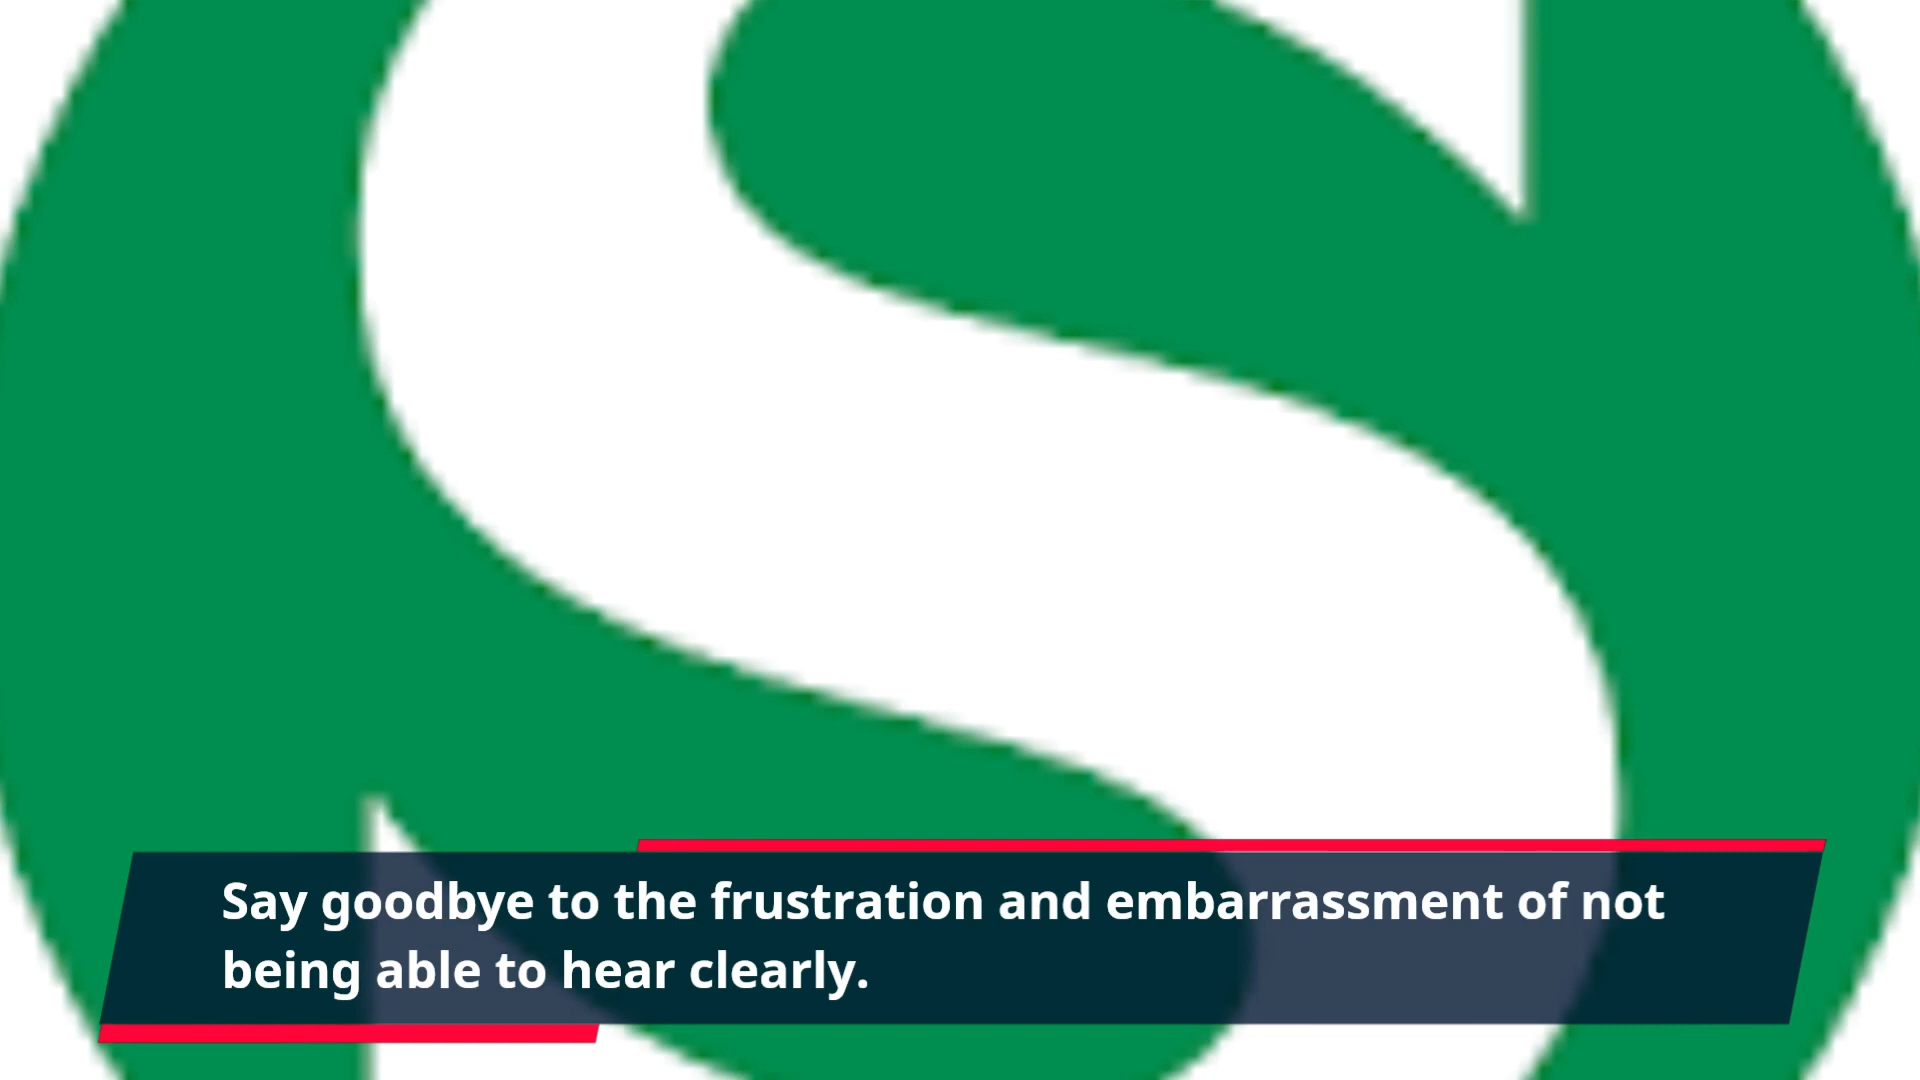 S
Say goodbye to the frustration and embarrassment of not
being able to hear clearly.